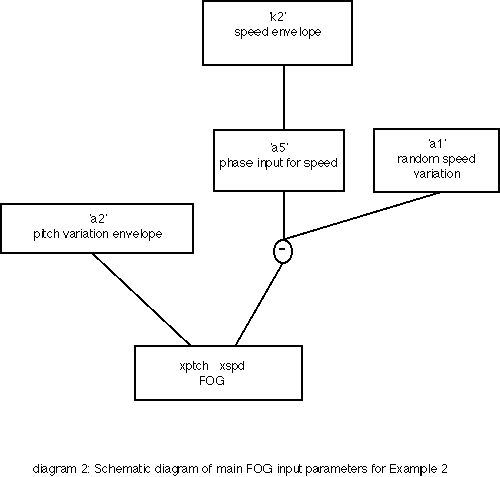 'k2'
speed envelope
'a5'
phase input for speed
'a1'
random speed
variation
'a2'
pitch variation envelope
-
xptch xspd
FOG
diagram 2: Schematic diagram of main FOG input parameters for Example 2